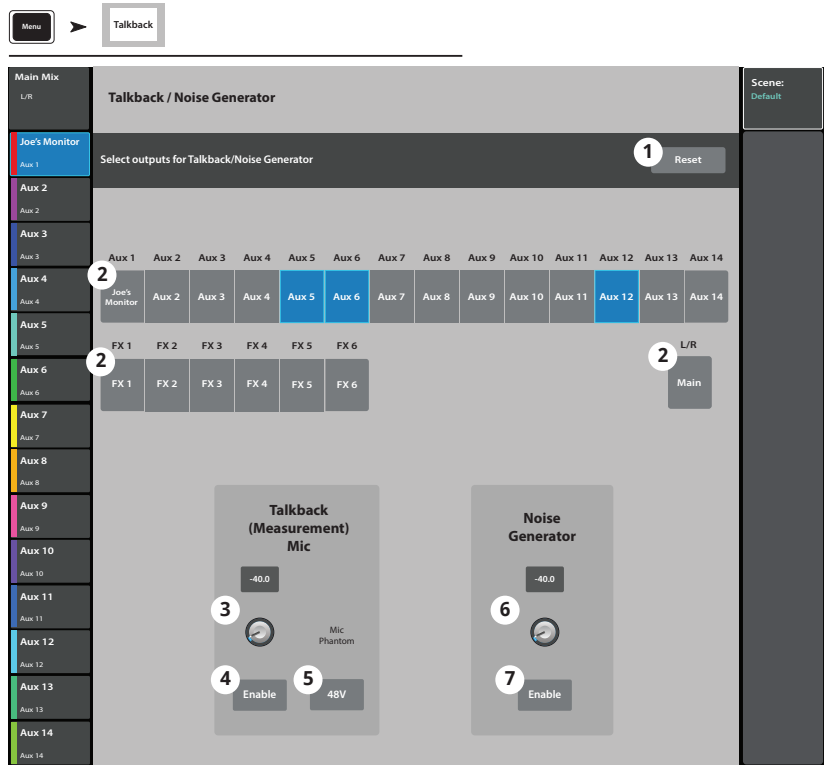 Menu
Talkback
Main Mix
L/R
Talkback / Noise Generator
Scene:
Default
Joe's Monitor
Aux 1
Select outputs for Talkback/Noise Generator
1
Reset
Aux 2
Aux 2
Aux 3
Aux 3
Aux 4
Aux 4
Aux 5
Aux 5
Aux 6
Aux 6
Aux 7
Aux 7
Aux 8
Aux 8
Aux 9
Aux 9
Aux 10
Aux 10
Aux 11
Aux 11
Aux 12
Aux 12
Aux 13
Aux 13
Aux 14
Aux 14
Aux 1 Aux 2 Aux 3 Aux 4 Aux 5 Aux 6 Aux 7 Aux 8 Aux 9 Aux 10 Aux 11 Aux 12 Aux 13 Aux 14
2
Joe's
Monitor Aux 2 Aux 3 Aux 4 Aux 5 Aux 6 Aux 7 Aux 8 Aux 9 Aux 10 Aux 11 Aux 12 Aux 13 Aux 14
FX 1 FX 2 FX 3 FX 4 FX 5 FX 6 L/R
2 2
FX 1 FX 2 FX 3 FX 4 FX 5 FX 6 Main
Talkback
(Measurement)
Mic
-40.0
3
Mic
Phantom
4
Enable
5
48V
Noise
Generator
-40.0
6
7
Enable